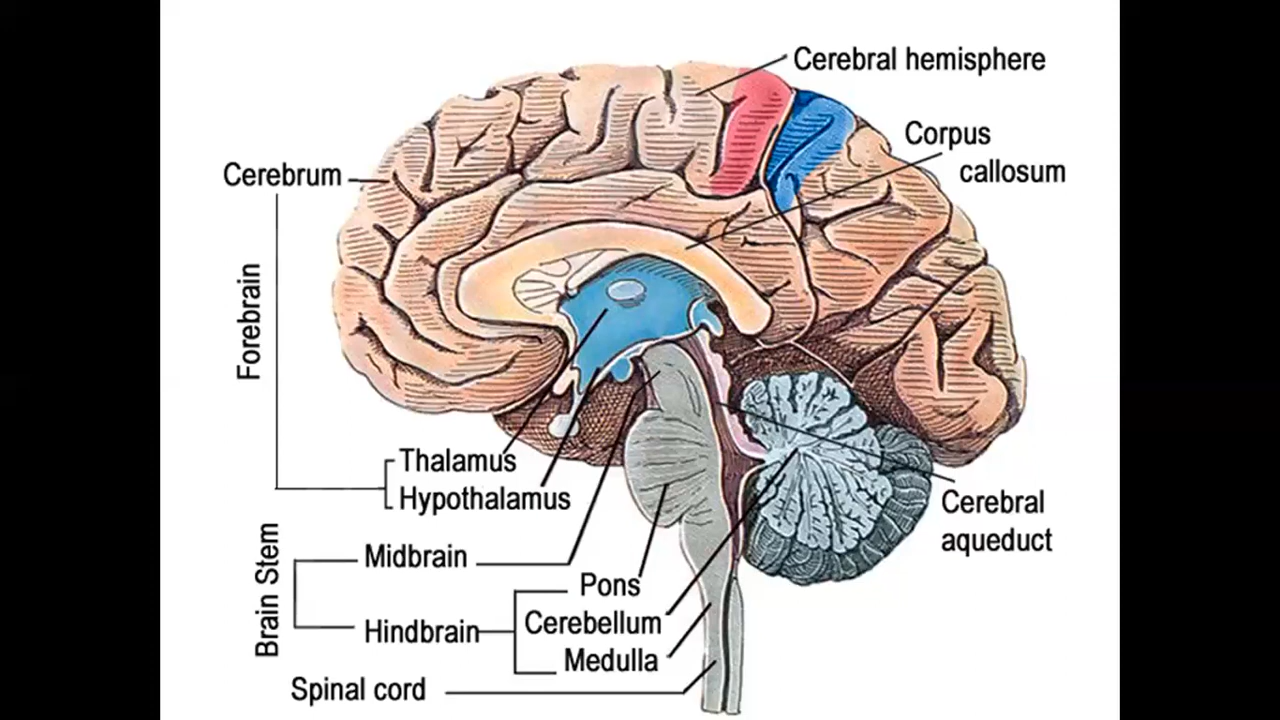 Cerebral hemisphere
Corpus
callosum
Cerebrum
Forebrain
Thalamus
Hypothalamus
Cerebral
aqueduct
Brain Stem
Midbrain
Pons
Hindbrain
Cerebellum
Medulla
Spinal cord